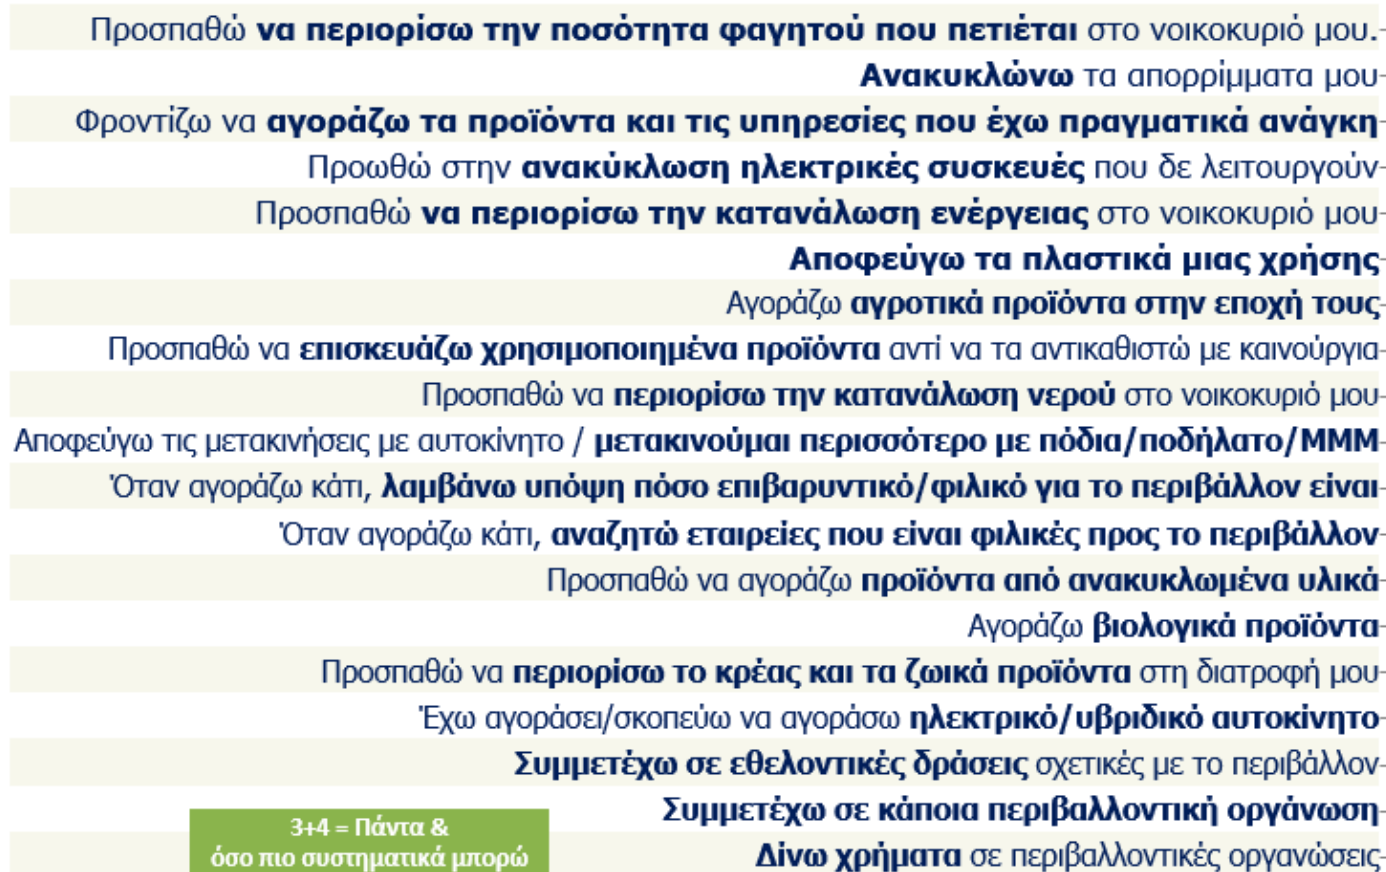 Προσπαθώ να περιορίσω την ποσότητα φαγητού που πετιέται στο νοικοκυριό μου.
Ανακυκλώνω τα απορρίμματα μου
Φροντίζω να αγοράζω τα προϊόντα και τις υπηρεσίες που έχω πραγματικά ανάγκη
Προωθώ στην ανακύκλωση ηλεκτρικές συσκευές που δε λειτουργούν
Προσπαθώ να περιορίσω την κατανάλωση ενέργειας στο νοικοκυριό μου
Αποφεύγω τα πλαστικά μιας χρήσης
Αγοράζω αγροτικά προϊόντα στην εποχή τους
Προσπαθώ να επισκευάζω χρησιμοποιημένα προϊόντα αντί να τα αντικαθιστώ με καινούργια
Προσπαθώ να περιορίσω την κατανάλωση νερού στο νοικοκυριό μου
Αποφεύγω τις μετακινήσεις με αυτοκίνητο / μετακινούμαι περισσότερο με πόδια/ποδήλατο/ΜΜΜ
Όταν αγοράζω κάτι, λαμβάνω υπόψη πόσο επιβαρυντικό/φιλικό για το περιβάλλον είναι
Όταν αγοράζω κάτι, αναζητώ εταιρείες που είναι φιλικές προς το περιβάλλον
Προσπαθώ να αγοράζω προϊόντα από ανακυκλωμένα υλικά
Αγοράζω βιολογικά προϊόντα
Προσπαθώ να περιορίσω το κρέας και τα ζωικά προϊόντα στη διατροφή μου
Έχω αγοράσει/σκοπεύω να αγοράσω ηλεκτρικό/υβριδικό αυτοκίνητο
Συμμετέχω σε εθελοντικές δράσεις σχετικές με το περιβάλλον
Συμμετέχω σε κάποια περιβαλλοντική οργάνωση
Δίνω χρήματα σε περιβαλλοντικές οργανώσεις
3+4 = Πάντα &
όσο πιο συστηματικά μπορώ